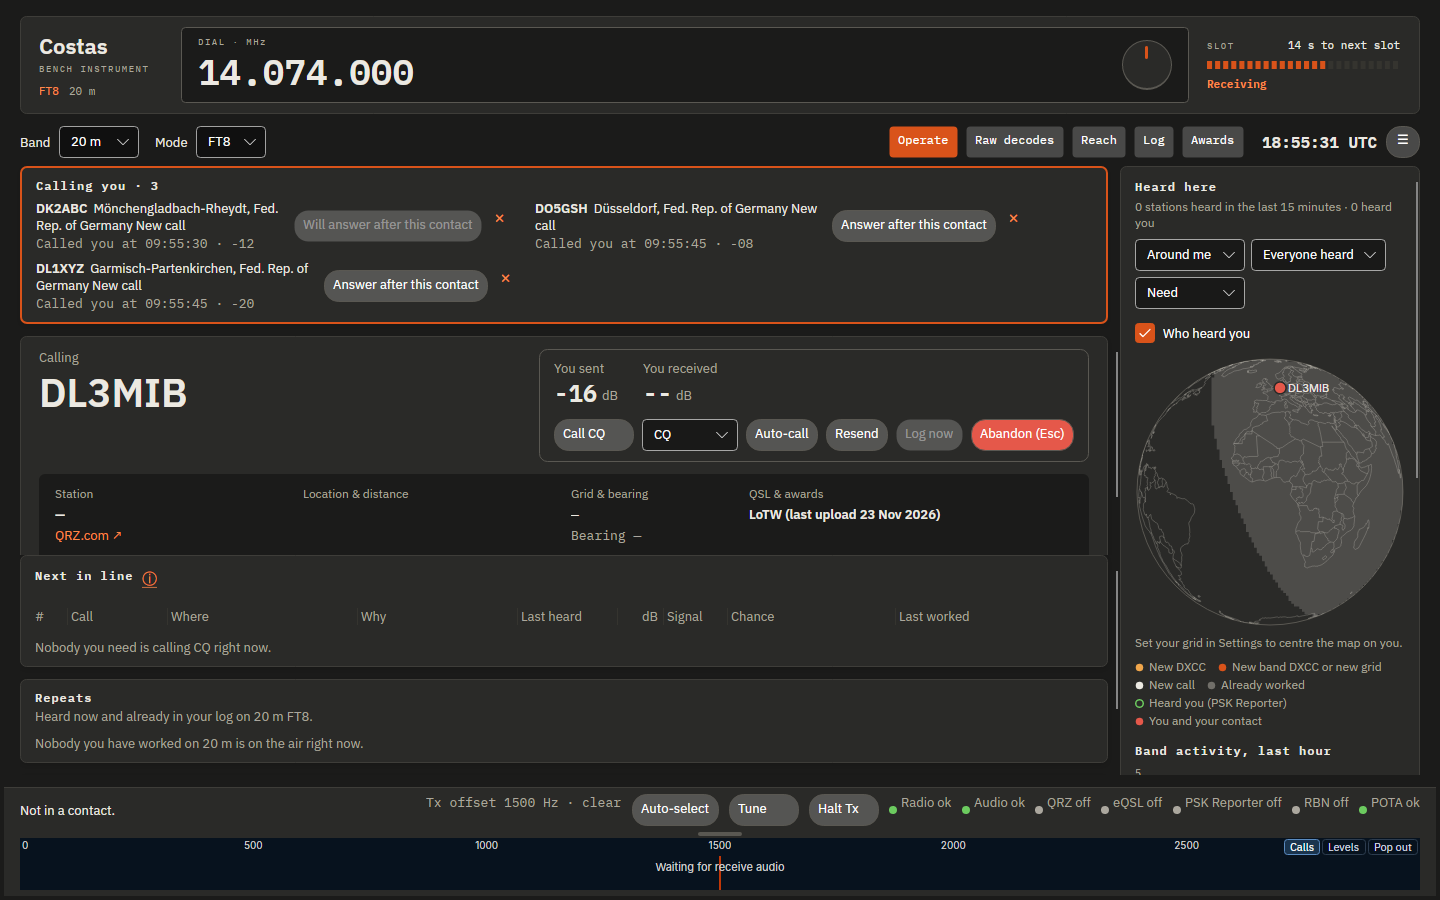 Costas
BENCH INSTRUMENT
FT8 20 m
DIAL · MHz
14.074.000
SLOT
14 s to next slot
Receiving
Band
20 m
Mode
FT8
Operate
Raw decodes
Reach
Log
Awards
18:55:31 UTC
☰
Calling you · 3
DK2ABC Mönchengladbach-Rheydt, Fed.
Rep. of Germany New call
Called you at 09:55:30 · -12
Will answer after this contact
×
DO5GSH Düsseldorf, Fed. Rep. of Germany New
call
Called you at 09:55:45 · -08
Answer after this contact
×
DL1XYZ Garmisch-Partenkirchen, Fed. Rep. of
Germany New call
Called you at 09:55:45 · -20
Answer after this contact
×
Calling
DL3MIB
You sent
-16 dB
You received
-- dB
Call CQ
CQ
Auto-call
Resend
Log now
Abandon (Esc)
Station
—
QRZ.com ↗
Location & distance
Grid & bearing
—
Bearing —
QSL & awards
LoTW (last upload 23 Nov 2026)
Next in line ⓘ
# Call Where Why Last heard dB Signal Chance Last worked
Nobody you need is calling CQ right now.
Repeats
Heard now and already in your log on 20 m FT8.
Nobody you have worked on 20 m is on the air right now.
Heard here
0 stations heard in the last 15 minutes · 0 heard
you
Around me
Everyone heard
Need
Who heard you
DL3MIB
Set your grid in Settings to centre the map on you.
New DXCC
New band DXCC or new grid
New call
Already worked
Heard you (PSK Reporter)
You and your contact
Band activity, last hour
5
Not in a contact.
Tx offset 1500 Hz · clear
Auto-select
Tune
Halt Tx
Radio ok
Audio ok
QRZ off
eQSL off
PSK Reporter off
RBN off
POTA ok
0 500 1000 1500 2000 2500
Calls
Levels
Pop out
Waiting for receive audio